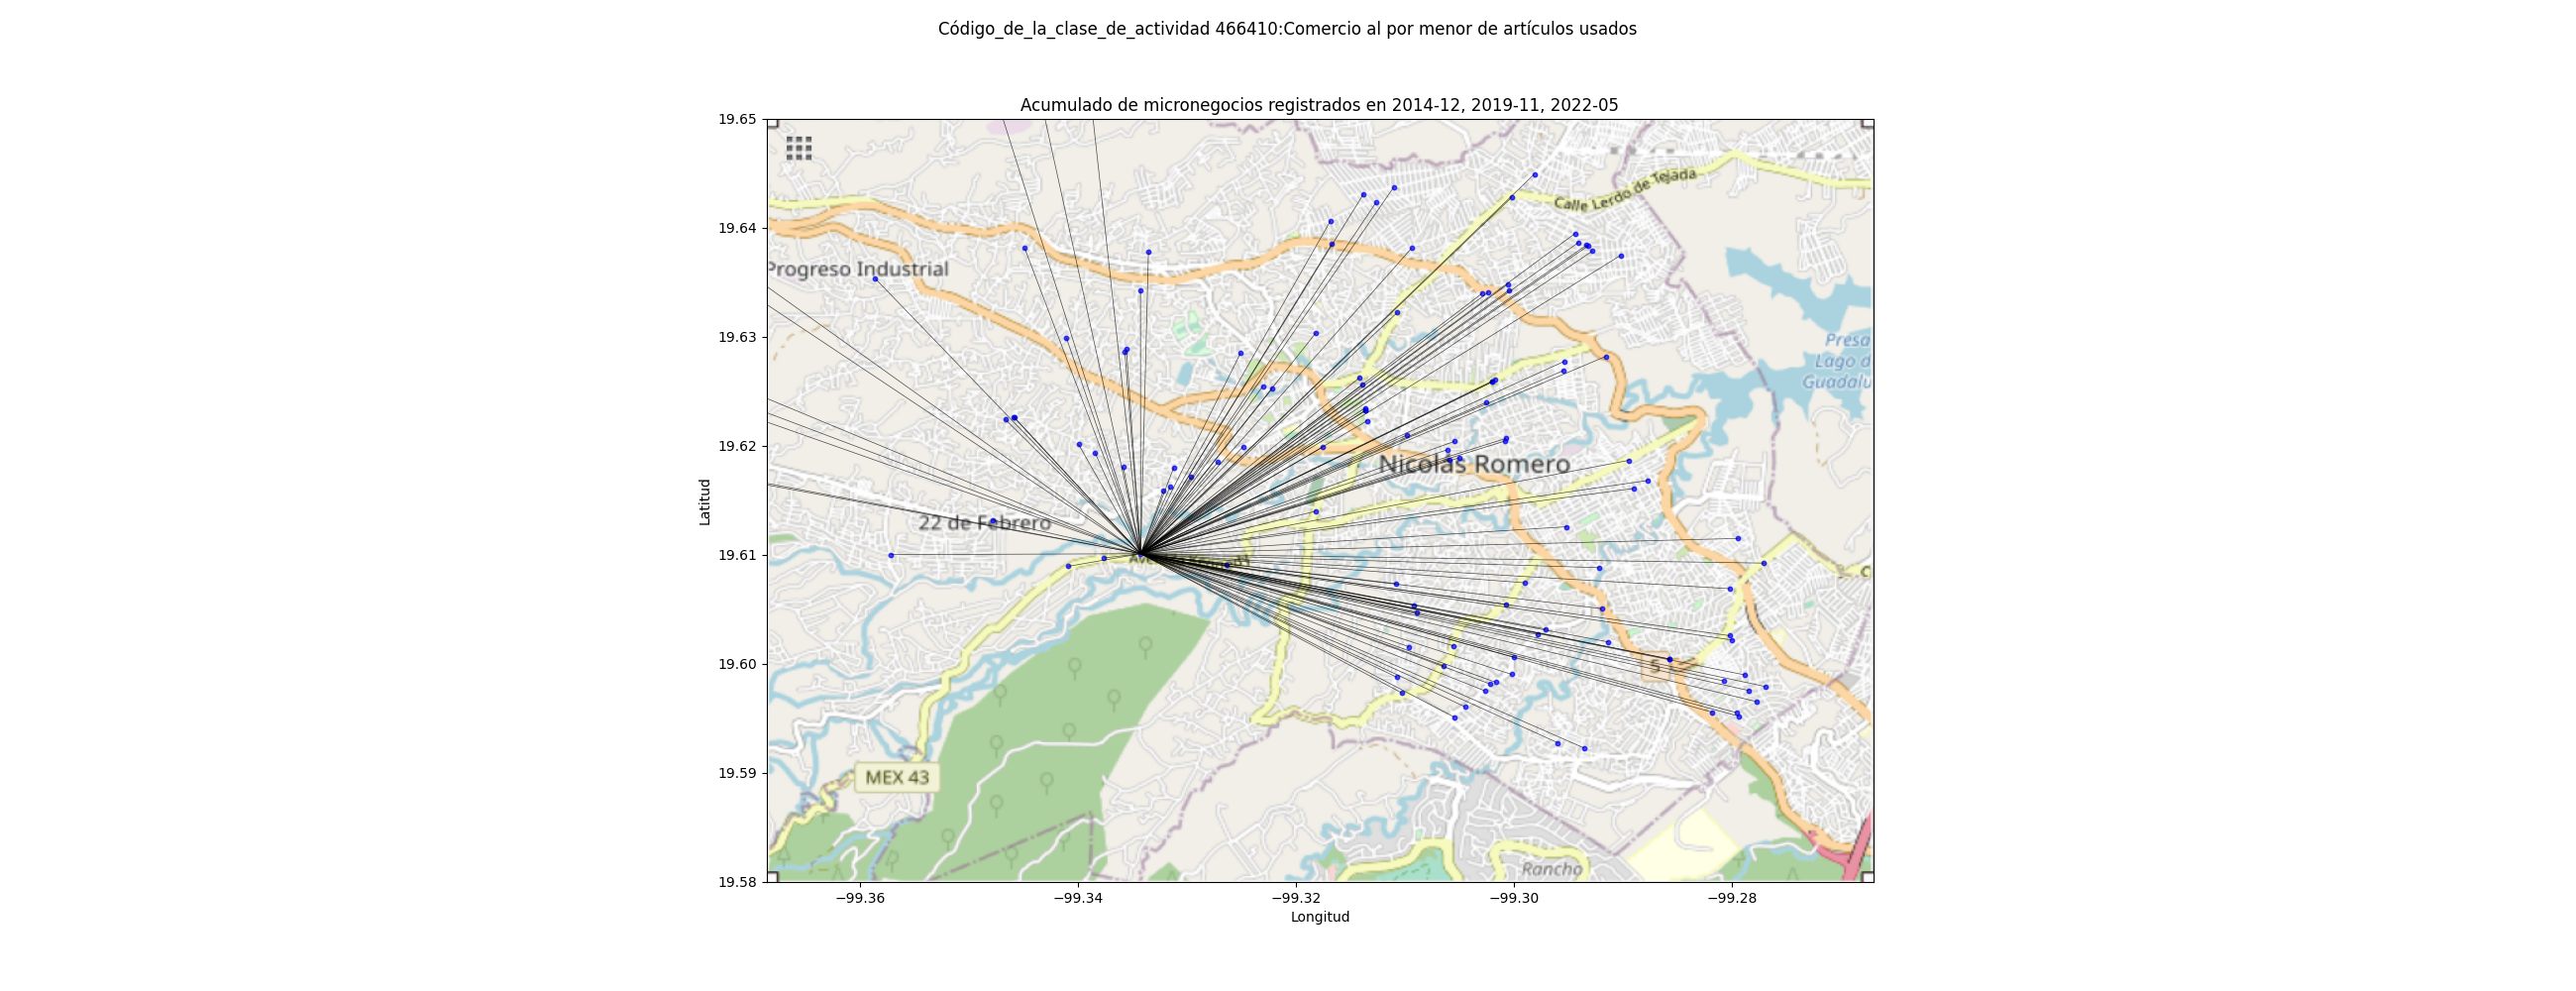 Código_de_la_clase_de_actividad 466410:Comercio al por menor de artículos usados
Acumulado de micronegocios registrados en 2014-12, 2019-11, 2022-05
19.65
19.64
19.63
19.62
19.61
19.60
19.59
19.58
Latitud
−99.36
−99.34
−99.32
−99.30
−99.28
Longitud
Calle Lerdo de Tejada
Progreso Industrial
Presa
Lago d
Guadalu
Nicolás Romero
22 de Febrero
5
MEX 43
Rancho